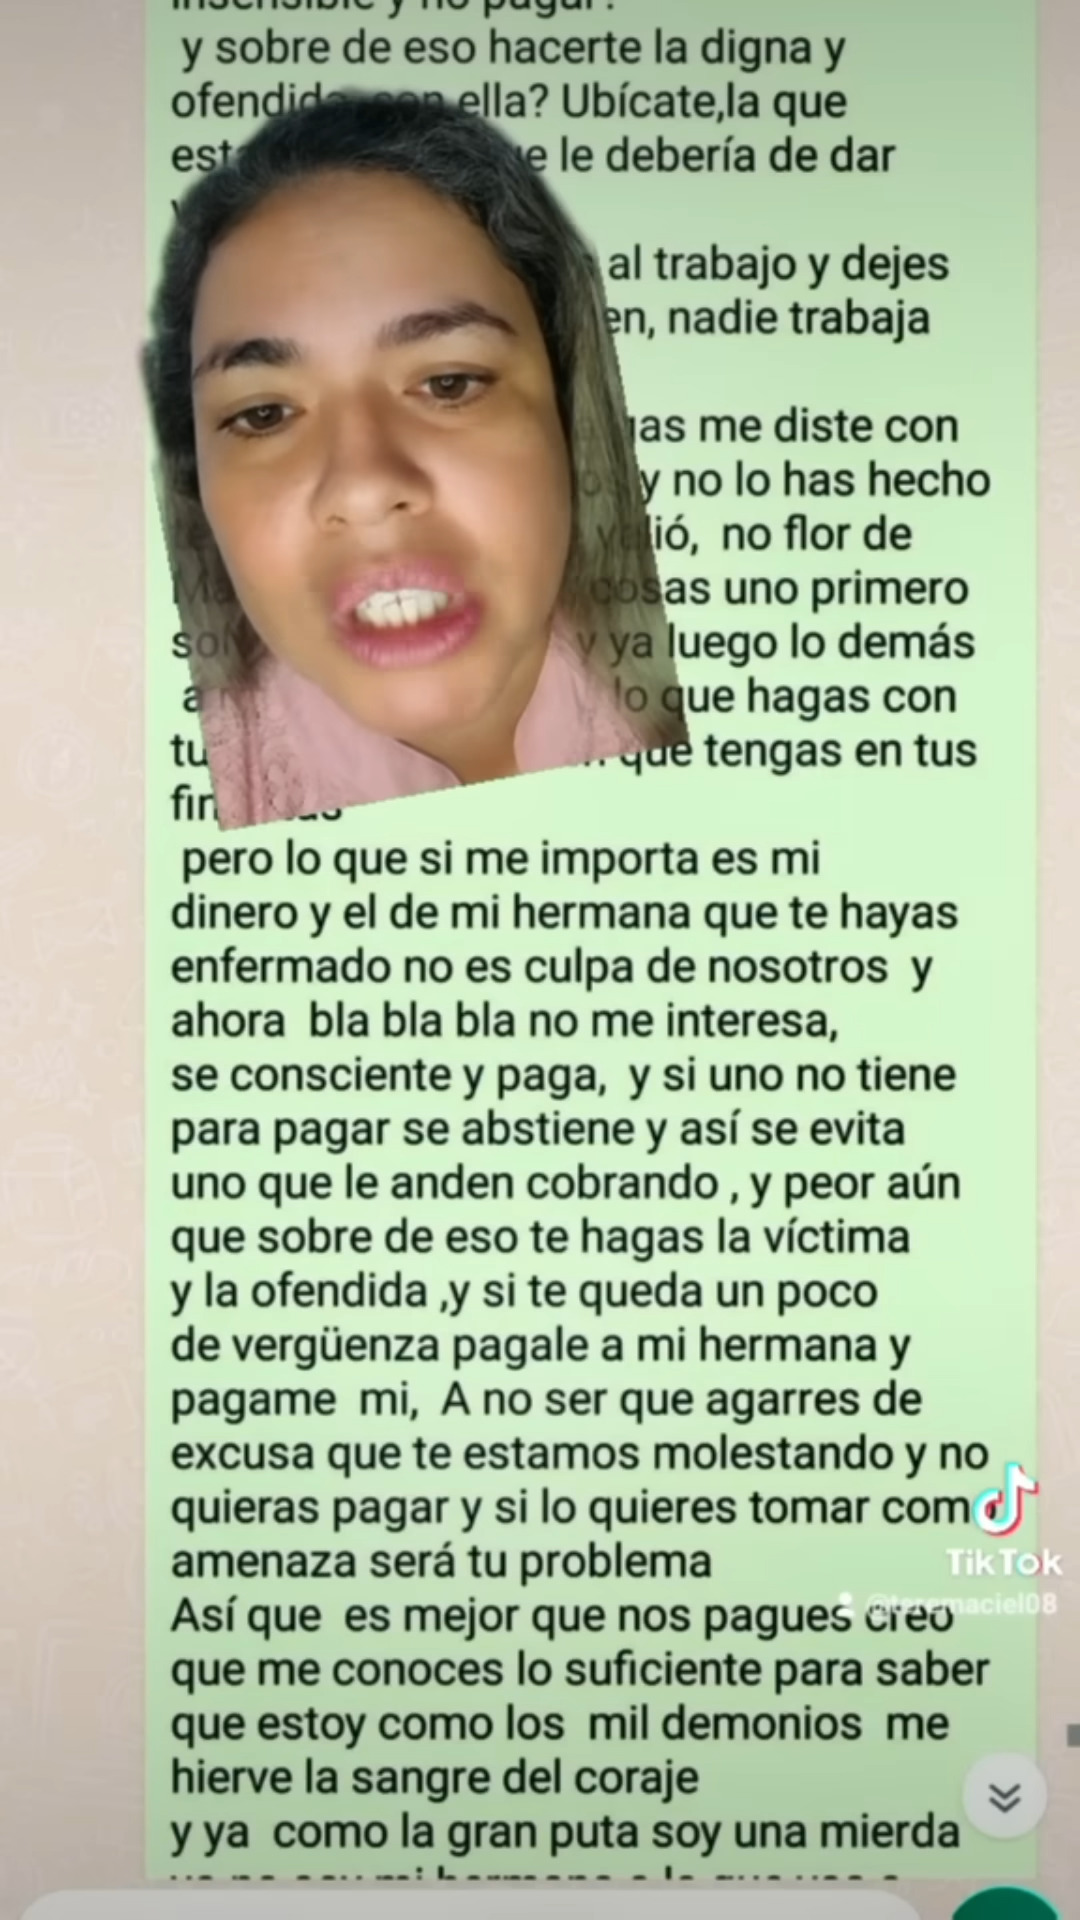 y sobre de eso hacerte la digna y
ella? Ubícate,la que
le debería de dar
al trabajo y dejes
nadie trabaja
me diste con
y no lo has hecho
no flor de
uno primero
y ya luego lo demás
lo que hagas con
que tengas en tus
pero lo que si me importa es mi
dinero y el de mi hermana que te hayas
enfermado no es culpa de nosotros y
ahora bla bla bla no me interesa,
se consciente y paga, y si uno no tiene
para pagar se abstiene y así se evita
uno que le anden cobrando , y peor aún
que sobre de eso te hagas la víctima
y la ofendida ,y si te queda un poco
de vergüenza pagale a mi hermana y
pagame mi, A no ser que agarres de
excusa que te estamos molestando y no
quieras pagar y si lo quieres tomar como
TikTok
amenaza será tu problema
@teremaciel08
Así que es mejor que nos pagues creo
que me conoces lo suficiente para saber
que estoy como los mil demonios me
hierve la sangre del coraje
y ya como la gran puta soy una mierda